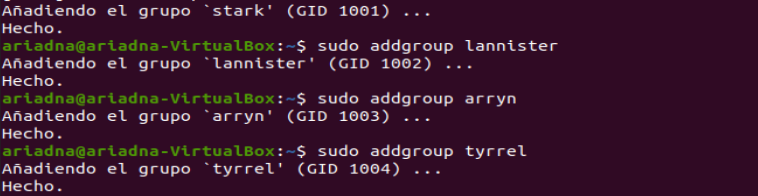 Añadiendo el grupo `stark' (GID 1001) ...
Hecho.
ariadna@ariadna-VirtualBox:~$ sudo addgroup lannister
Añadiendo el grupo `lannister' (GID 1002) ...
Hecho.
ariadna@ariadna-VirtualBox:~$ sudo addgroup arryn
Añadiendo el grupo `arryn' (GID 1003) ...
Hecho.
ariadna@ariadna-VirtualBox:~$ sudo addgroup tyrrel
Añadiendo el grupo `tyrrel' (GID 1004) ...
Hecho.